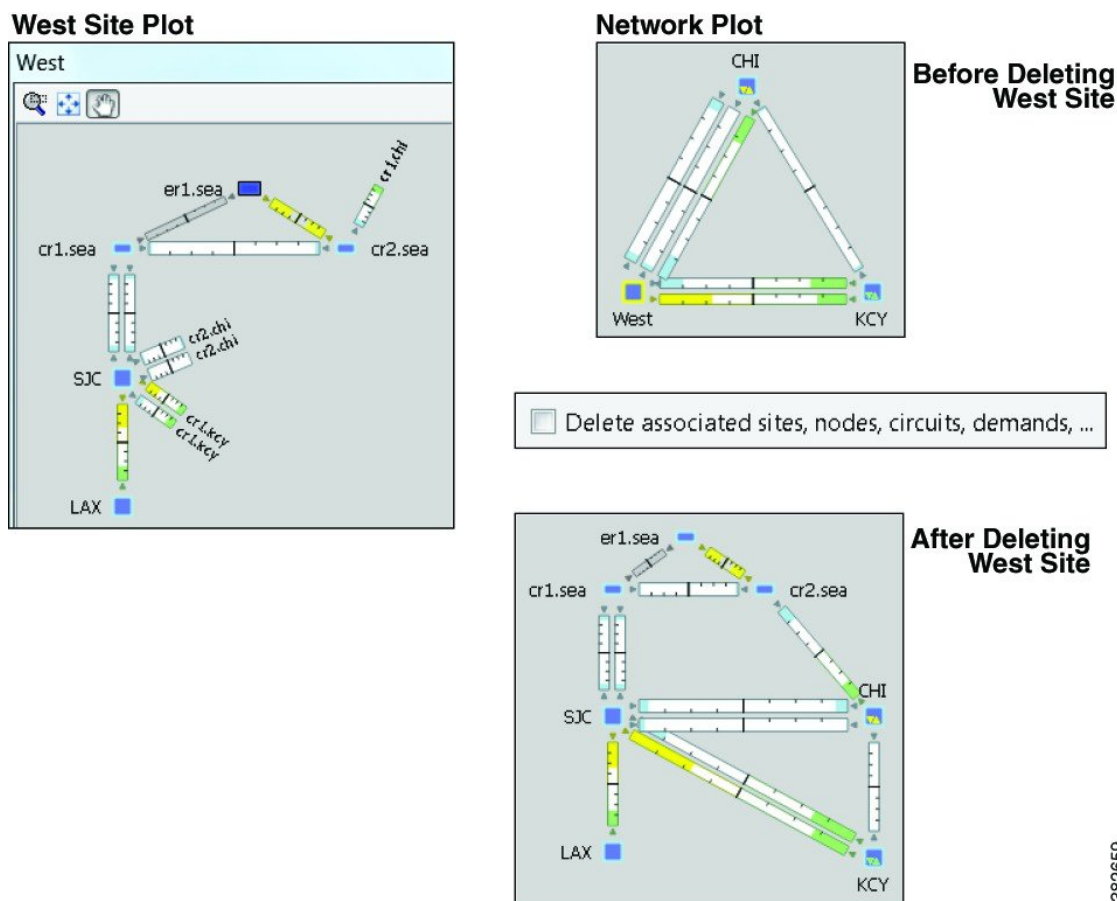 West Site Plot
West
er1.sea
cr1.chi
cr1.sea
cr2.sea
cr2.chi
cr2.chi
SJC
cr1.kcy
cr1.kcy
LAX
Network Plot
CHI
Before Deleting
West Site
West
KCY
Delete associated sites, nodes, circuits, demands, ...
After Deleting
West Site
er1.sea
cr1.sea
cr2.sea
CHI
SJC
LAX
KCY
382659